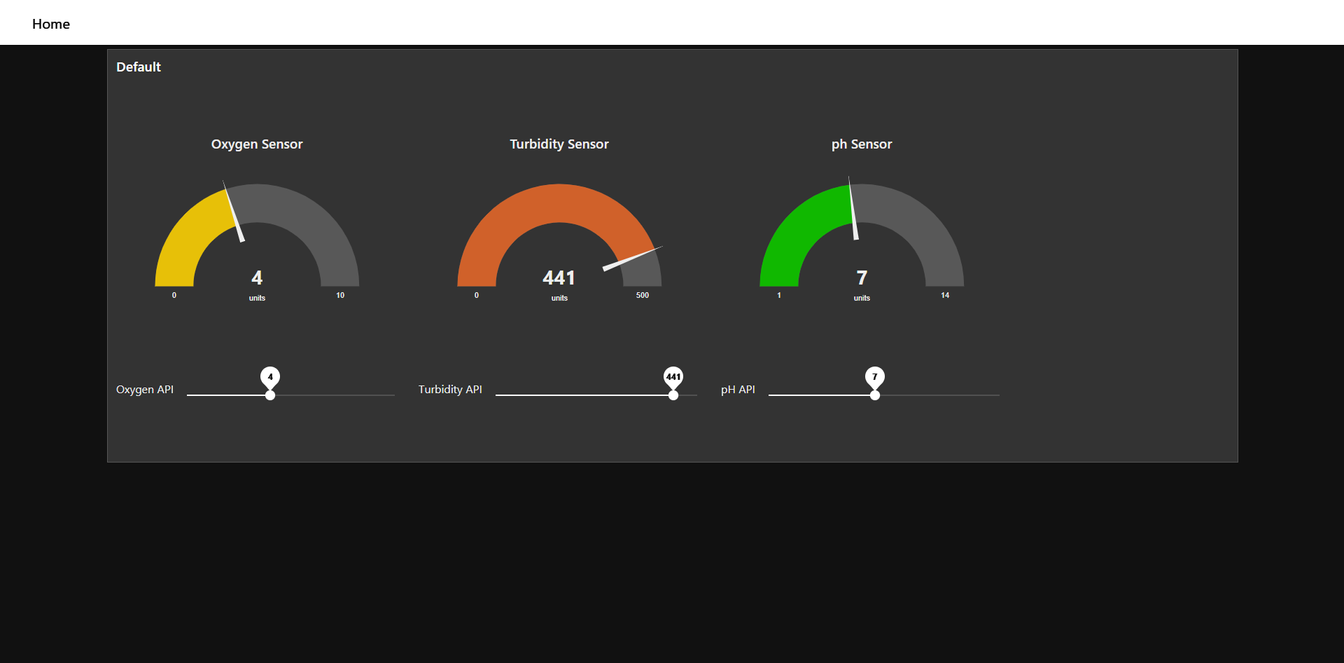 Home
Default
Oxygen Sensor
4
0
units
10
Turbidity Sensor
441
0
units
500
ph Sensor
7
1
units
14
Oxygen API
4
Turbidity API
441
pH API
7